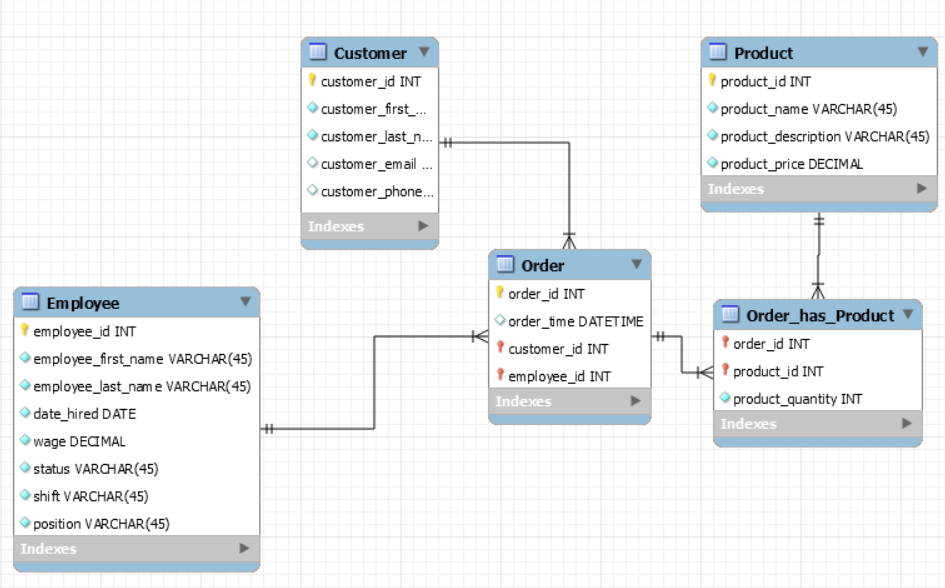 Customer
customer_id INT
customer_first_...
customer_last_n...
customer_email ...
customer_phone...
Indexes
Product
product_id INT
product_name VARCHAR(45)
product_description VARCHAR(45)
product_price DECIMAL
Indexes
Employee
employee_id INT
employee_first_name VARCHAR(45)
employee_last_name VARCHAR(45)
date_hired DATE
wage DECIMAL
status VARCHAR(45)
shift VARCHAR(45)
position VARCHAR(45)
Indexes
Order
order_id INT
order_time DATETIME
customer_id INT
employee_id INT
Indexes
Order_has_Product
order_id INT
product_id INT
product_quantity INT
Indexes